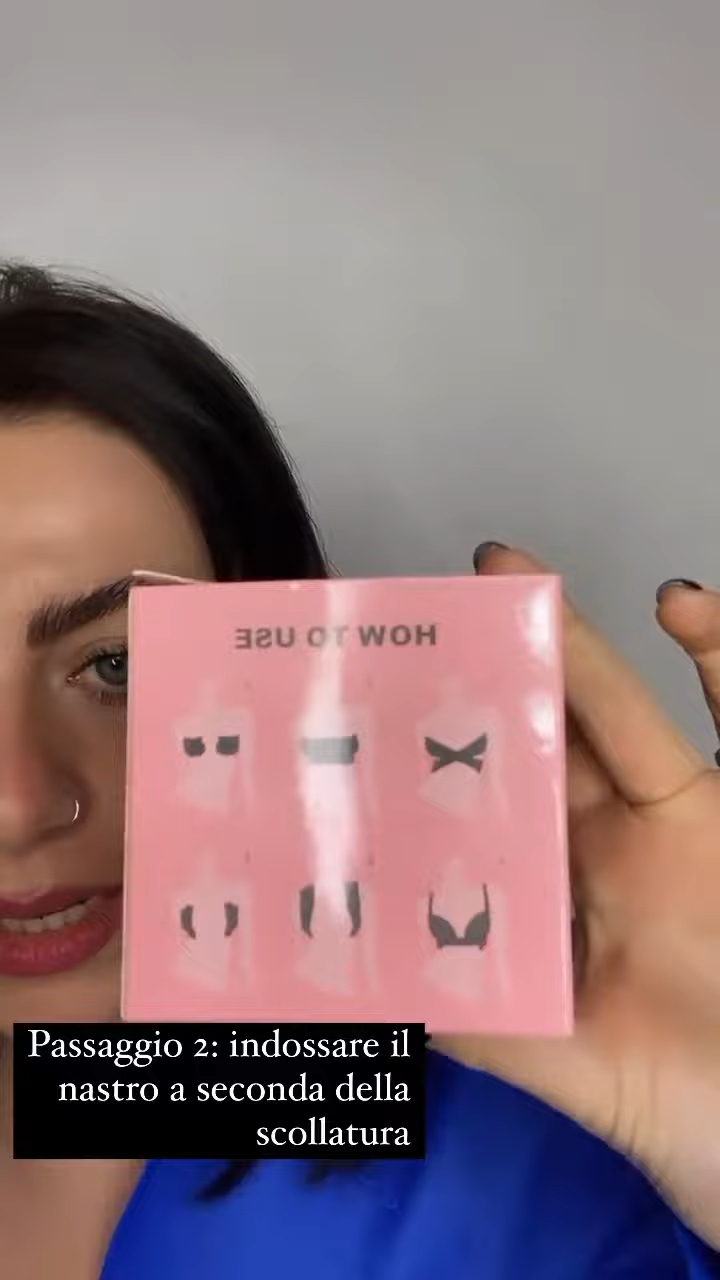 HOW TO USE
Passaggio 2: indossare il
nastro a seconda della
scollatura